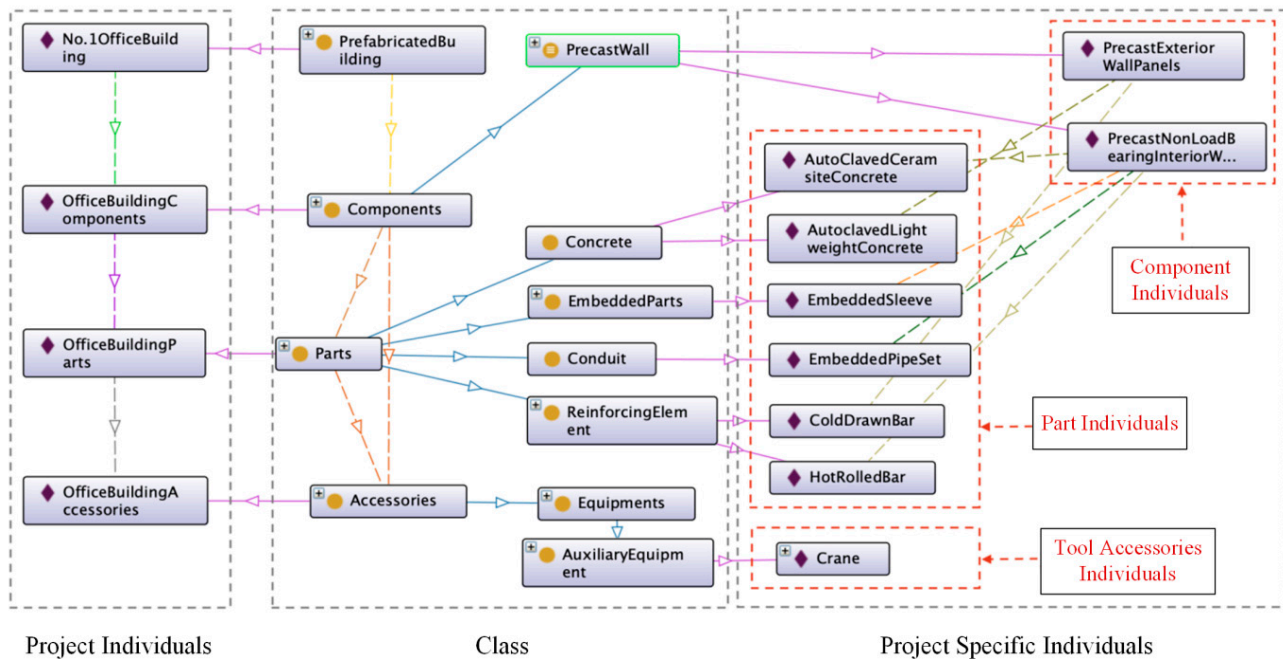 No.1OfficeBuild
ing
OfficeBuildingC
omponents
OfficeBuildingP
arts
OfficeBuildingA
ccessories
PrefabricatedBu
ilding
Components
Parts
Accessories
PrecastWall
Concrete
EmbeddedParts
Conduit
ReinforcingElem
ent
Equipments
AuxiliaryEquipm
ent
PrecastExterior
WallPanels
PrecastNonLoadB
earingInteriorW...
AutoClavedCeram
siteConcrete
AutoclavedLight
weightConcrete
EmbeddedSleeve
EmbeddedPipeSet
ColdDrawnBar
HotRolledBar
Crane
Component
Individuals
Part Individuals
Tool Accessories
Individuals
Project Individuals
Class
Project Specific Individuals